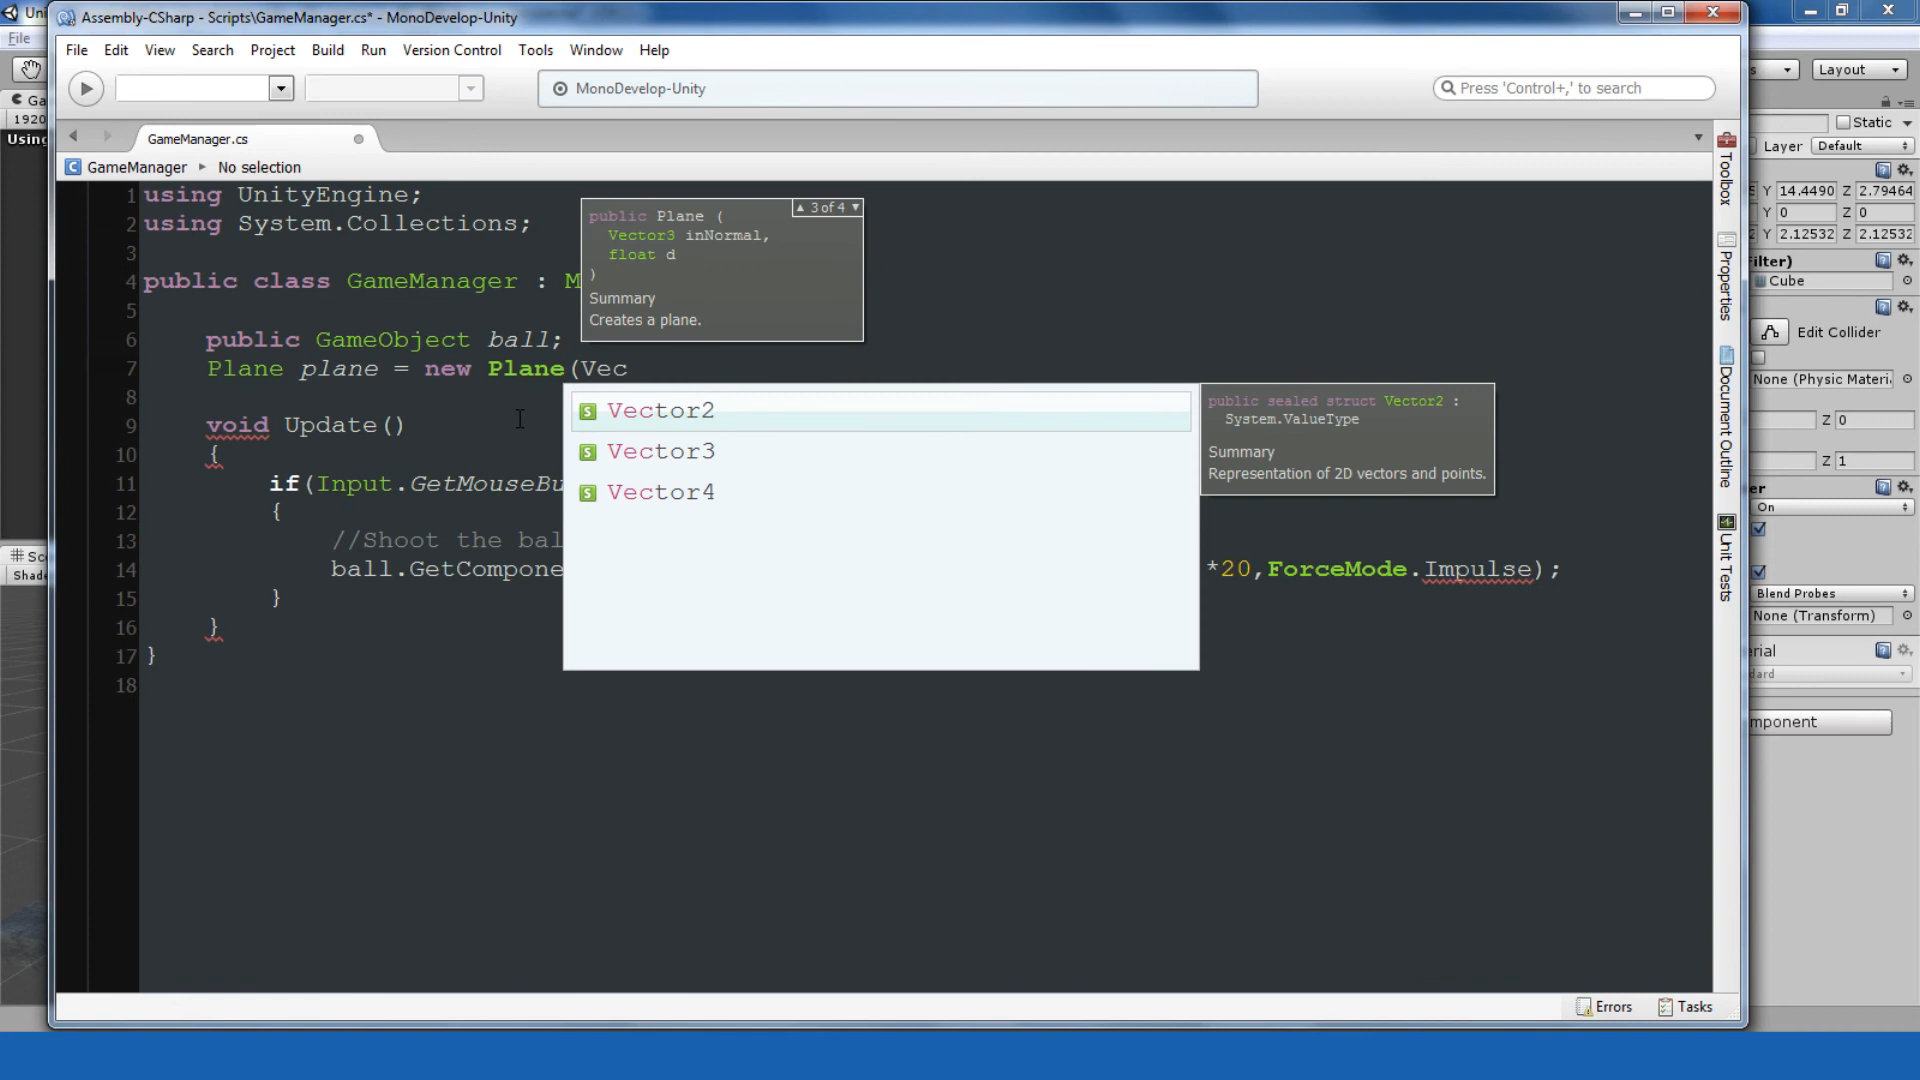 Assembly-CSharp - Scripts\GameManager.cs* - MonoDevelop-Unity
File Edit View Search Project Build Run Version Control Tools Window Help
File
MonoDevelop-Unity
Press 'Control+,' to search
Layout
GameManager.cs
1920
Static
Using
Layer Default
GameManager No selection
1 using UnityEngine;
2 using System.Collections;
3
4 public class GameManager : M
5
6 public GameObject ball;
7 Plane plane = new Plane(Vec
8
9 void Update()
10 {
11 if(Input.GetMouseBu
12 {
13 //Shoot the bal
14 ball.GetCompone *20,ForceMode.Impulse);
15 }
16 }
17 }
18
3 of 4
public Plane (
Vector3 inNormal,
float d
)
Summary
Creates a plane.
Vector2
Vector3
Vector4
public sealed struct Vector2 :
System.ValueType
Summary
Representation of 2D vectors and points.
Toolbox
Properties
Document Outline
Unit Tests
Y 14.4490 Z 2.79464
Y 0 Z 0
Y 2.12532 Z 2.12532
Filter)
Cube
Edit Collider
None (Physic Materi
Z 0
Z 1
On
Blend Probes
None (Transform)
Shade
Errors Tasks